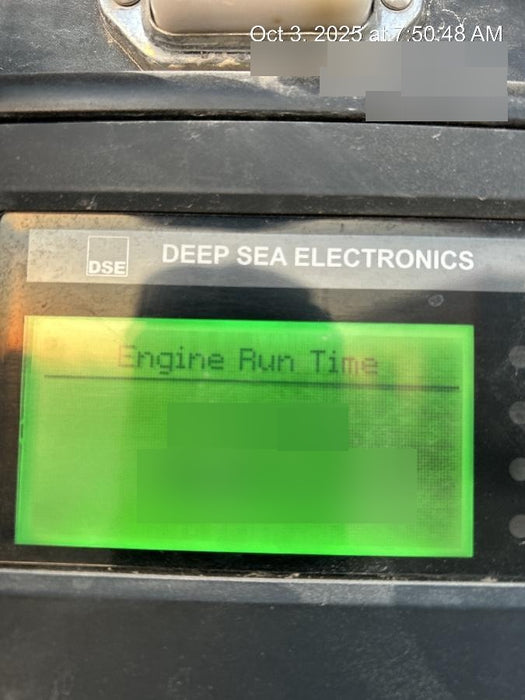 Oct 3, 2025 at 7:50:48 AM
DSE
DEEP SEA ELECTRONICS
Engine Run Time